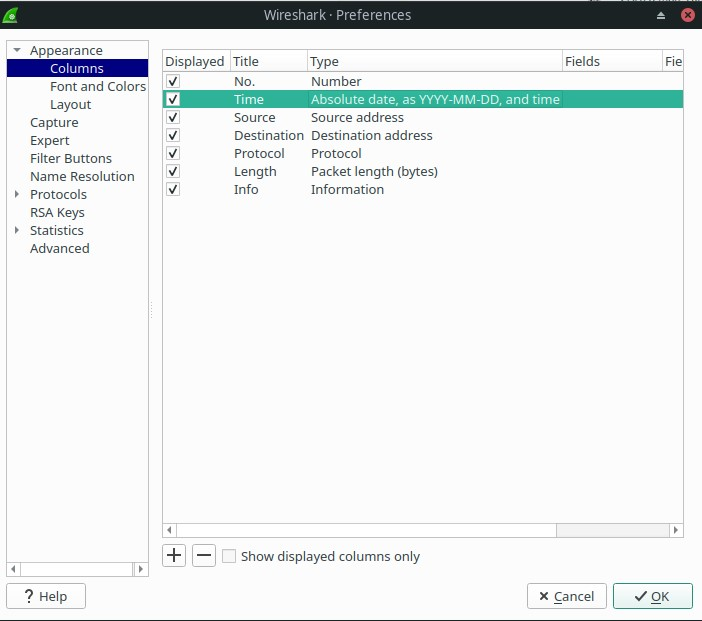 Wireshark · Preferences
Appearance
Columns
Font and Colors
Layout
Capture
Expert
Filter Buttons
Name Resolution
Protocols
RSA Keys
Statistics
Advanced
Displayed Title Type Fields Fie
No. Number
Time Absolute date, as YYYY-MM-DD, and time
Source Source address
Destination Destination address
Protocol Protocol
Length Packet length (bytes)
Info Information
Show displayed columns only
? Help
Cancel
OK